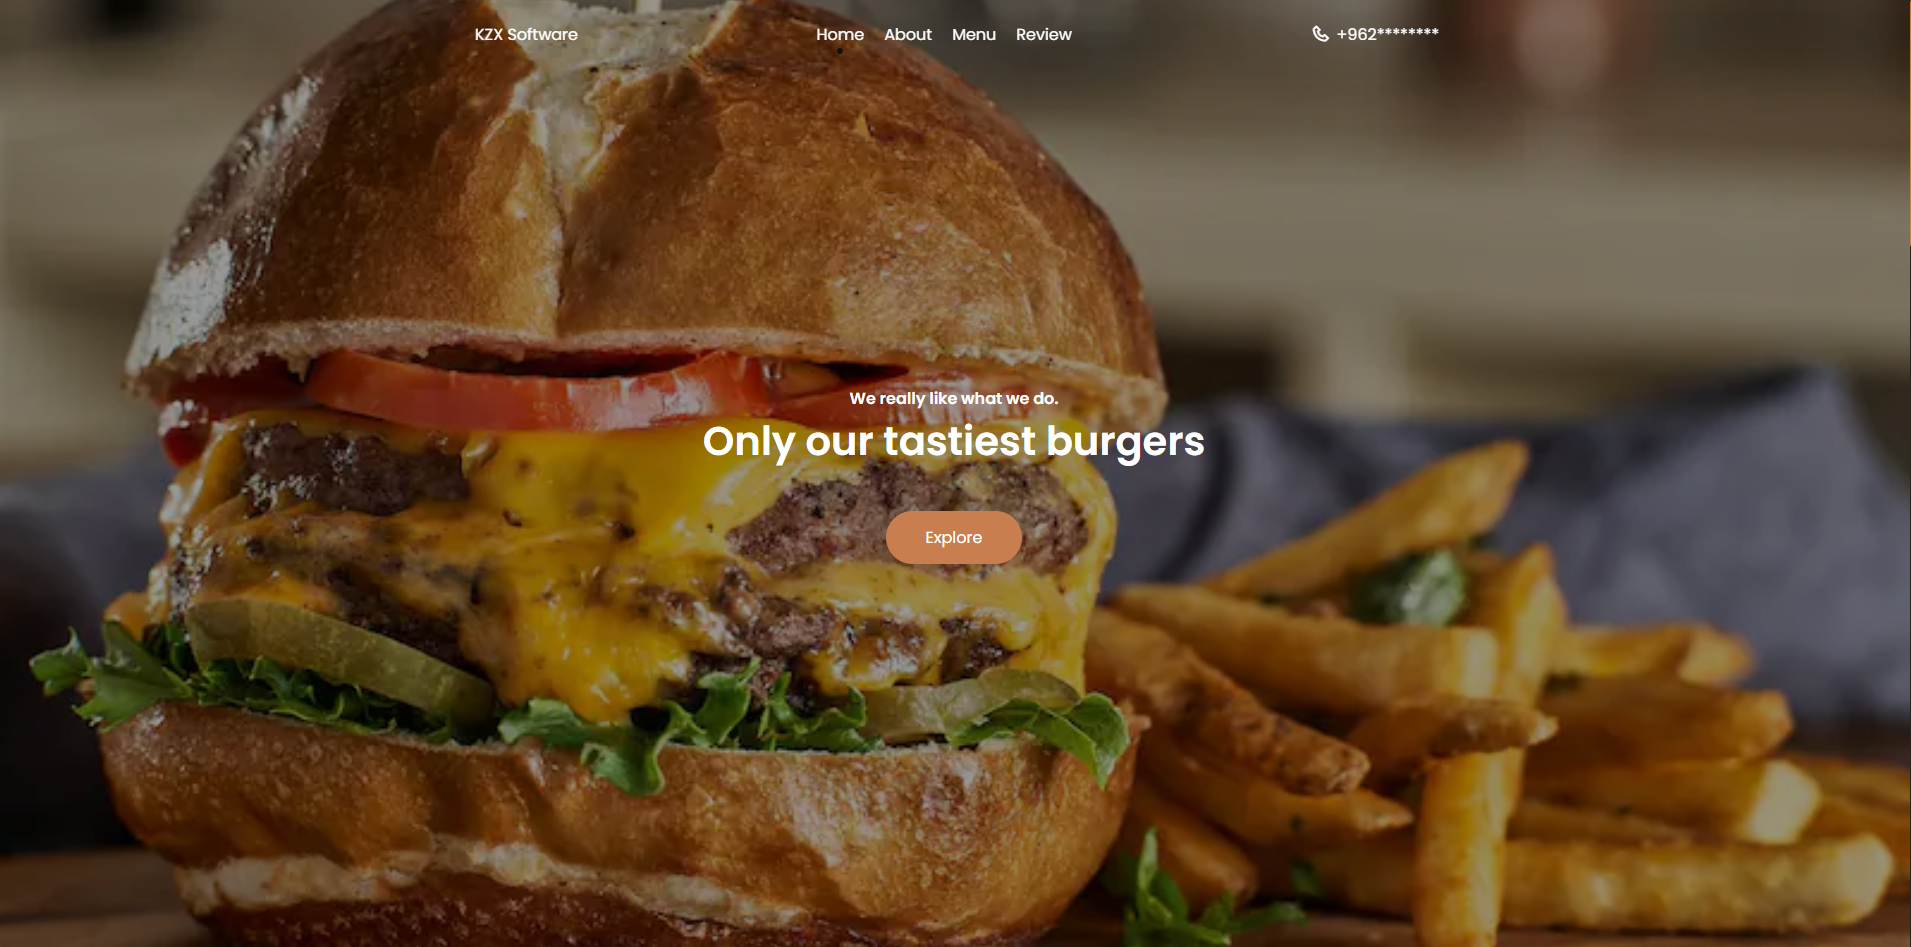 KZX Software
Home About Menu Review
+962********
We really like what we do.
Only our tastiest burgers
Explore